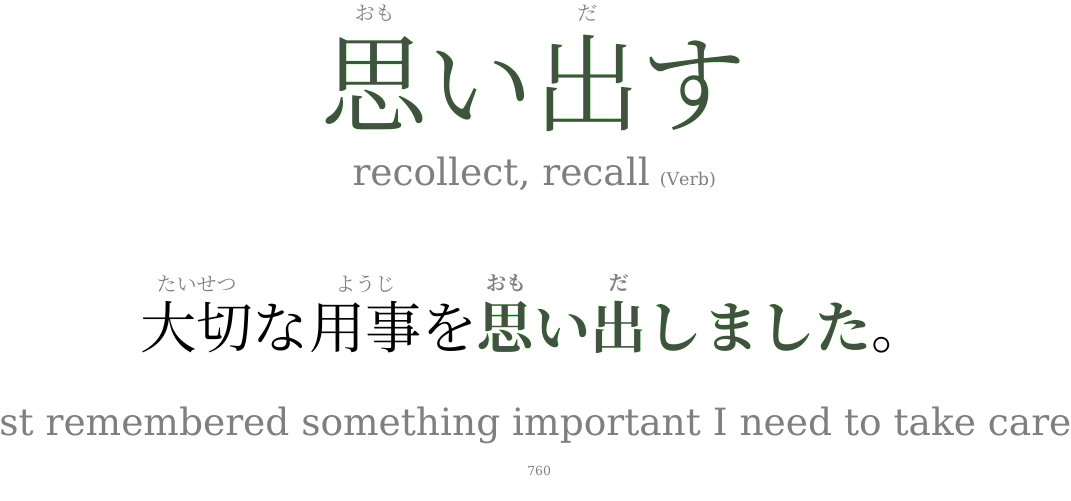 おも だ
思い出す
recollect, recall (Verb)
たいせつ ようじ おも だ
大切な用事を思い出しました。
st remembered something important I need to take care
760